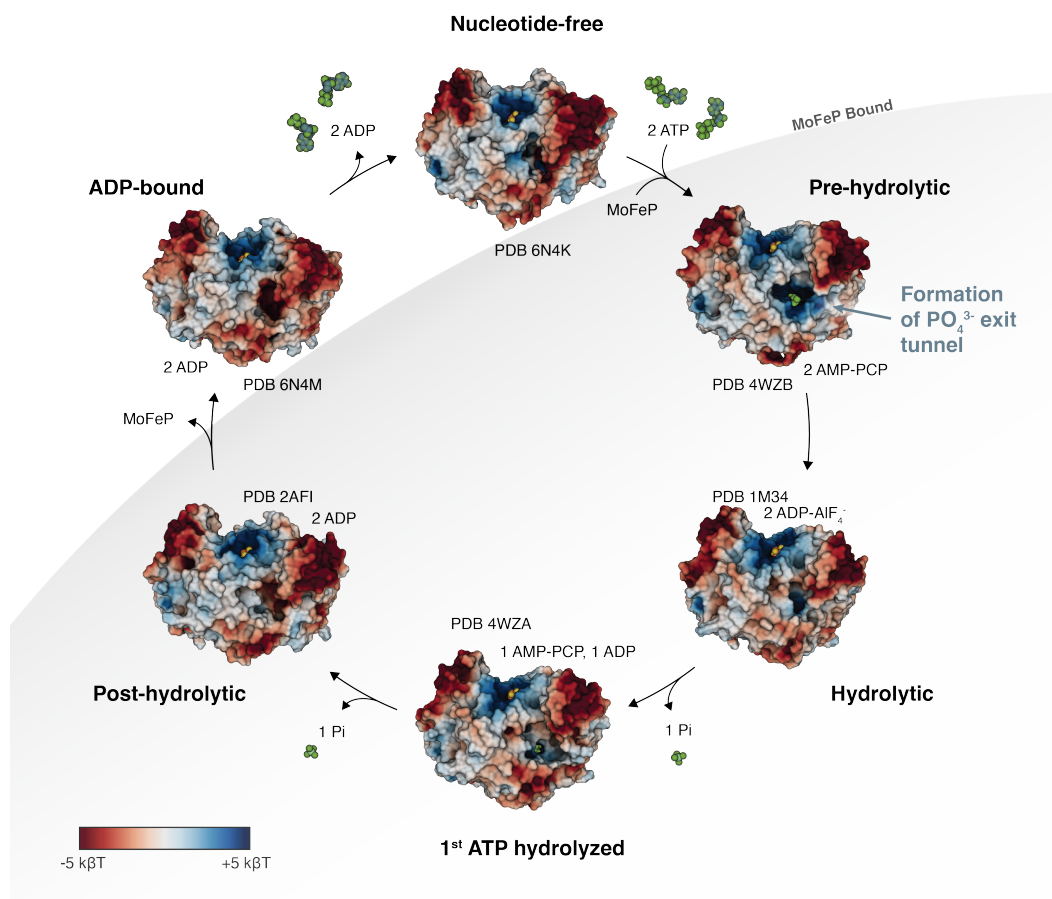 Nucleotide-free
2 ADP
2 ATP
MoFeP Bound
ADP-bound
Pre-hydrolytic
MoFeP
PDB 6N4K
Formation
of PO₄³⁻ exit
tunnel
2 ADP
PDB 6N4M
2 AMP-PCP
PDB 4WZB
MoFeP
PDB 2AFI
2 ADP
PDB 1M34
2 ADP-AlF₄⁻
PDB 4WZA
1 AMP-PCP, 1 ADP
Post-hydrolytic
Hydrolytic
1 Pi
1 Pi
1ˢᵗ ATP hydrolyzed
-5 kβT
+5 kβT